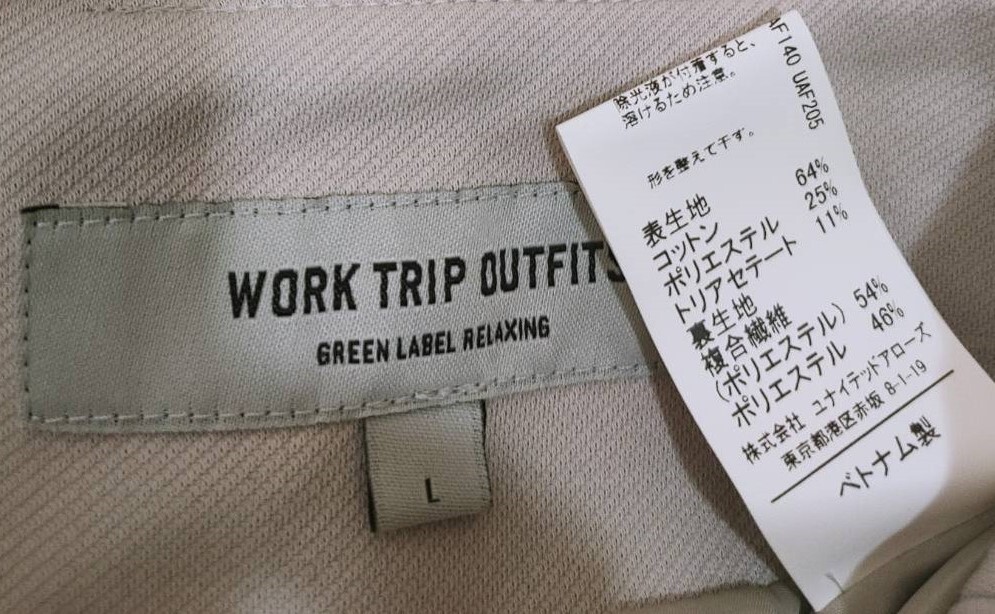 WORK TRIP OUTFITS
GREEN LABEL RELAXING
L
AF140 UAF205
除光液が付着すると、
溶けるため注意。
形を整えて干す。
表生地
コットン 64%
ポリエステル 25%
トリアセテート 11%
裏生地
複合繊維
(ポリエステル) 54%
ポリエステル 46%
株式会社 ユナイテッドアローズ
東京都港区赤坂 8-1-19
ベトナム製